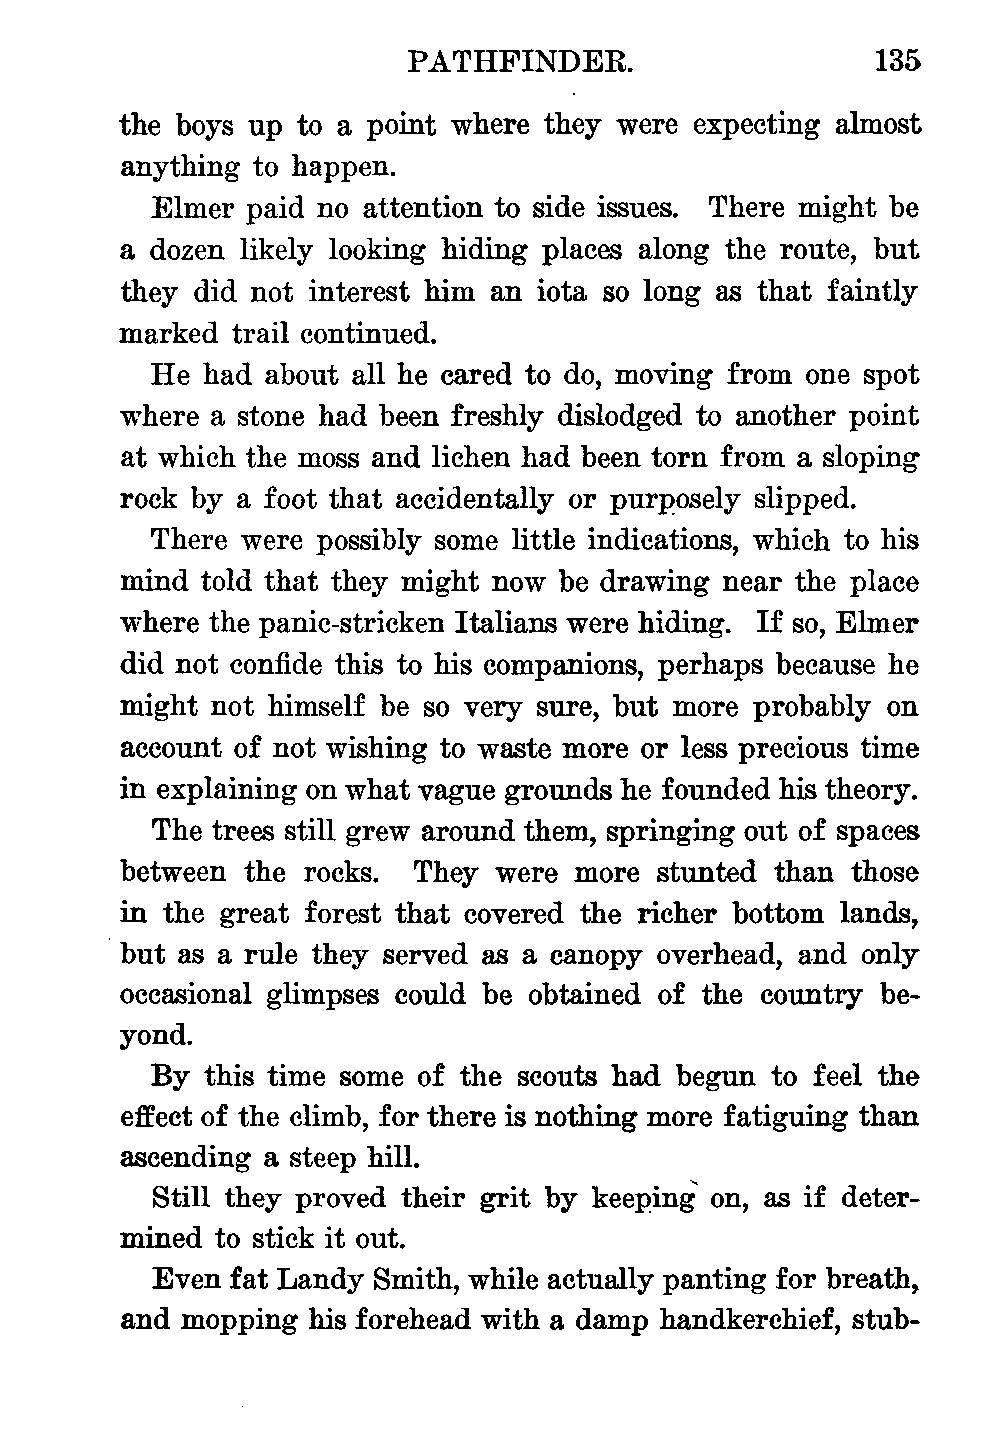 PATHFINDER. 135
the boys up to a point where they were expecting almost
anything to happen.
Elmer paid no attention to side issues. There might be
a dozen likely looking hiding places along the route, but
they did not interest him an iota so long as that faintly
marked trail continued.
He had about all he cared to do, moving from one spot
where a stone had been freshly dislodged to another point
at which the moss and lichen had been torn from a sloping
rock by a foot that accidentally or purposely slipped.
There were possibly some little indications, which to his
mind told that they might now be drawing near the place
where the panic-stricken Italians were hiding. If so, Elmer
did not confide this to his companions, perhaps because he
might not himself be so very sure, but more probably on
account of not wishing to waste more or less precious time
in explaining on what vague grounds he founded his theory.
The trees still grew around them, springing out of spaces
between the rocks. They were more stunted than those
in the great forest that covered the richer bottom lands,
but as a rule they served as a canopy overhead, and only
occasional glimpses could be obtained of the country be-
yond.
By this time some of the scouts had begun to feel the
effect of the climb, for there is nothing more fatiguing than
ascending a steep hill.
Still they proved their grit by keeping on, as if deter-
mined to stick it out.
Even fat Landy Smith, while actually panting for breath,
and mopping his forehead with a damp handkerchief, stub-